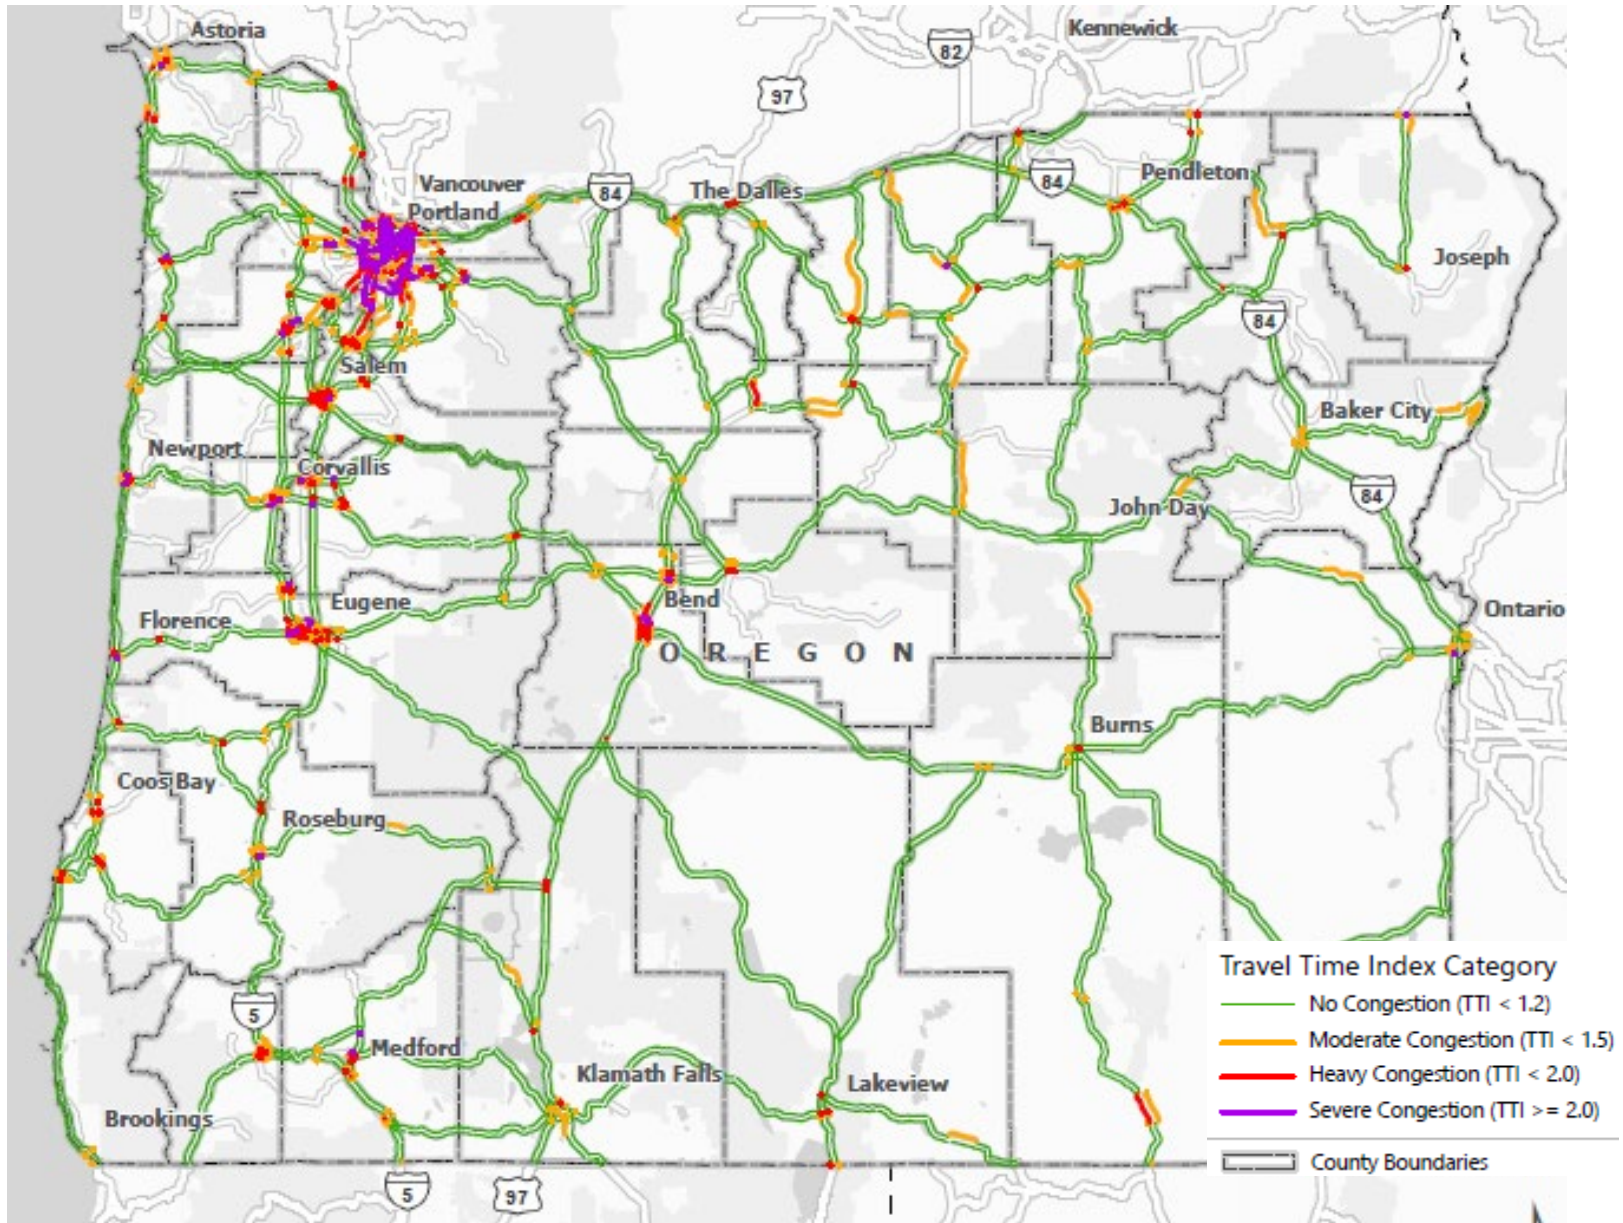 Astoria
Kennewick
82
97
Vancouver
84
The Dalles
84
Pendleton
Portland
Joseph
84
Salem
Baker City
Newport
Corvallis
84
John Day
Bend
Eugene
Ontario
Florence
OREGON
Burns
Coos Bay
Roseburg
5
Medford
Klamath Falls
Lakeview
Brookings
5
97
Travel Time Index Category
No Congestion (TTI < 1.2)
Moderate Congestion (TTI < 1.5)
Heavy Congestion (TTI < 2.0)
Severe Congestion (TTI >= 2.0)
County Boundaries